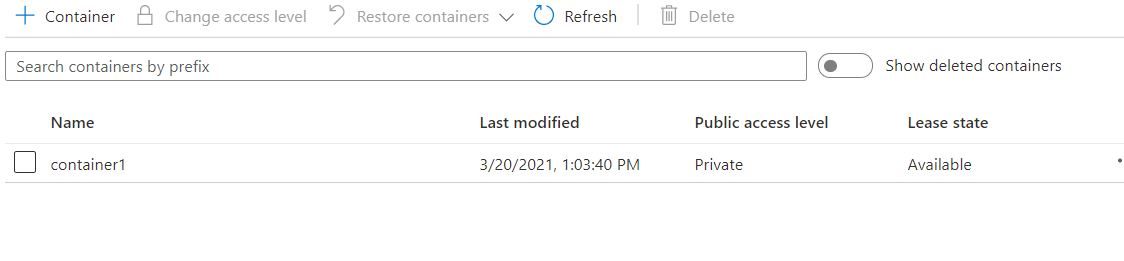 Container Change access level Restore containers Refresh Delete
Search containers by prefix Show deleted containers
Name Last modified Public access level Lease state
container1 3/20/2021, 1:03:40 PM Private Available